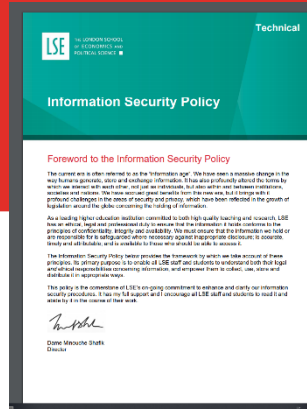 Technical
LSE
THE LONDON SCHOOL
OF ECONOMICS AND
POLITICAL SCIENCE
Information Security Policy
Foreword to the Information Security Policy
The current era is often referred to as the 'information age'. We have seen a massive change in the
way humans generate, store and exchange information. It has also profoundly altered the terms by
which we interact with each other, not just as individuals, but also within and between institutions,
societies and nations. We have accrued great benefits from this new era, but it brings with it
profound challenges in the areas of security and privacy, which have been reflected in the growth of
legislation around the globe concerning the holding of information.
As a leading higher education institution committed to both high quality teaching and research, LSE
has an ethical, legal and professional duty to ensure that the information it holds conforms to the
principles of confidentiality, integrity and availability. We must ensure that the information we hold or
are responsible for is safeguarded where necessary against inappropriate disclosure; is accurate,
timely and attributable; and is available to those who should be able to access it.
The Information Security Policy below provides the framework by which we take account of these
principles. Its primary purpose is to enable all LSE staff and students to understand both their legal
and ethical responsibilities concerning information, and empower them to collect, use, store and
distribute it in appropriate ways.
This policy is the cornerstone of LSE's on-going commitment to enhance and clarify our information
security procedures. It has my full support and I encourage all LSE staff and students to read it and
abide by it in the course of their work.
Dame Minouche Shafik
Director